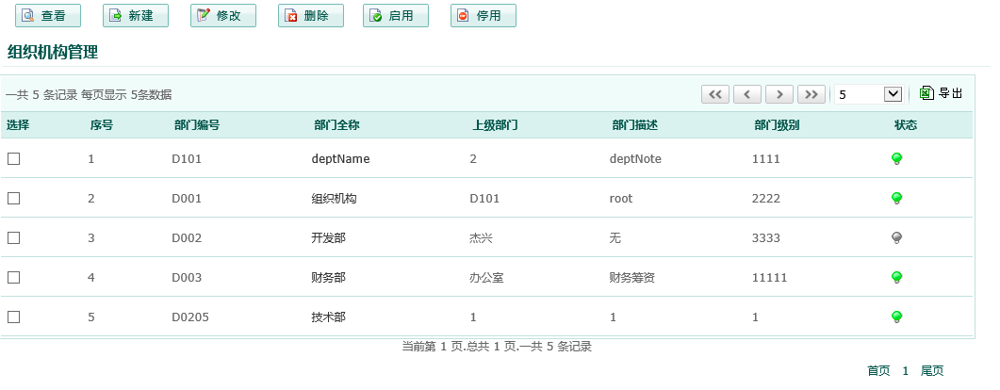 查看 新建 修改 删除 启用 停用
组织机构管理
一共 5 条记录 每页显示 5条数据 5 导出
选择 序号 部门编号 部门全称 上级部门 部门描述 部门级别 状态
1 D101 deptName 2 deptNote 1111
2 D001 组织机构 D101 root 2222
3 D002 开发部 杰兴 无 3333
4 D003 财务部 办公室 财务筹资 11111
5 D0205 技术部 1 1 1
当前第 1 页.总共 1 页.一共 5 条记录
首页 1 尾页